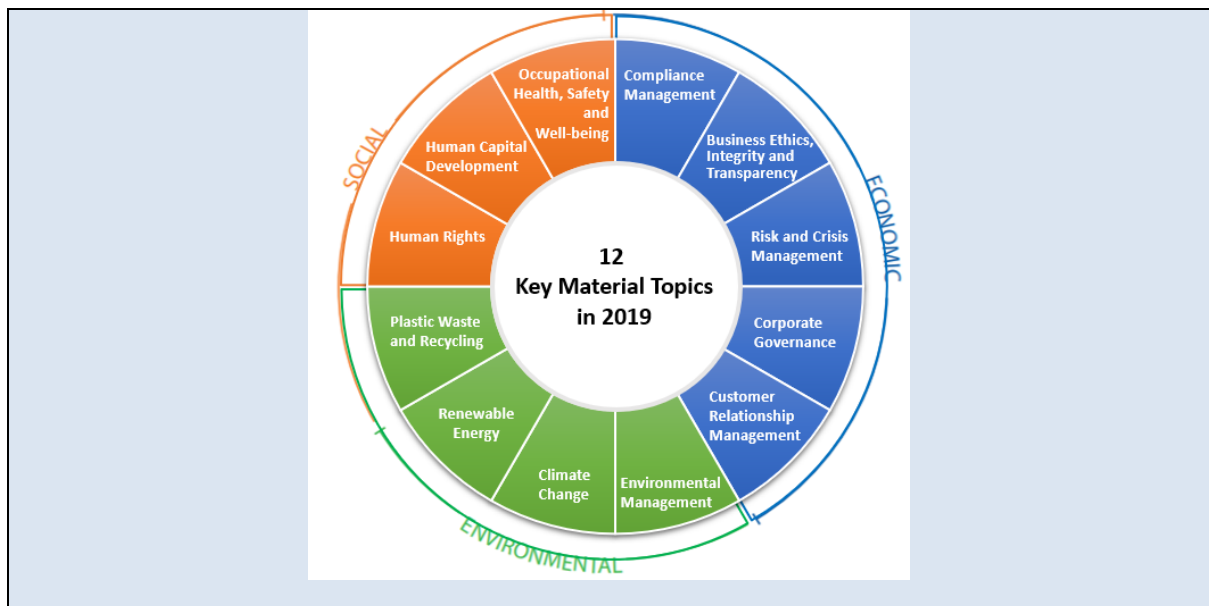 Occupational
Health, Safety
and
Well-being
Compliance
Management
Business Ethics,
Integrity and
Transparency
Risk and Crisis
Management
Corporate
Governance
Customer
Relationship
Management
Environmental
Management
Climate
Change
Renewable
Energy
Plastic Waste
and Recycling
Human Rights
Human Capital
Development
12
Key Material Topics
in 2019
SOCIAL
ECONOMIC
ENVIRONMENTAL